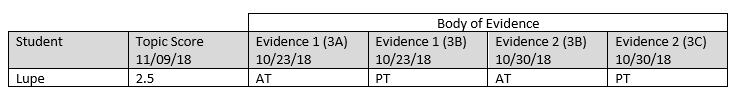 Body of Evidence
Student Topic Score Evidence 1 (3A) Evidence 1 (3B) Evidence 2 (3B) Evidence 2 (3C)
11/09/18 10/23/18 10/23/18 10/30/18 10/30/18
Lupe 2.5 AT PT AT PT